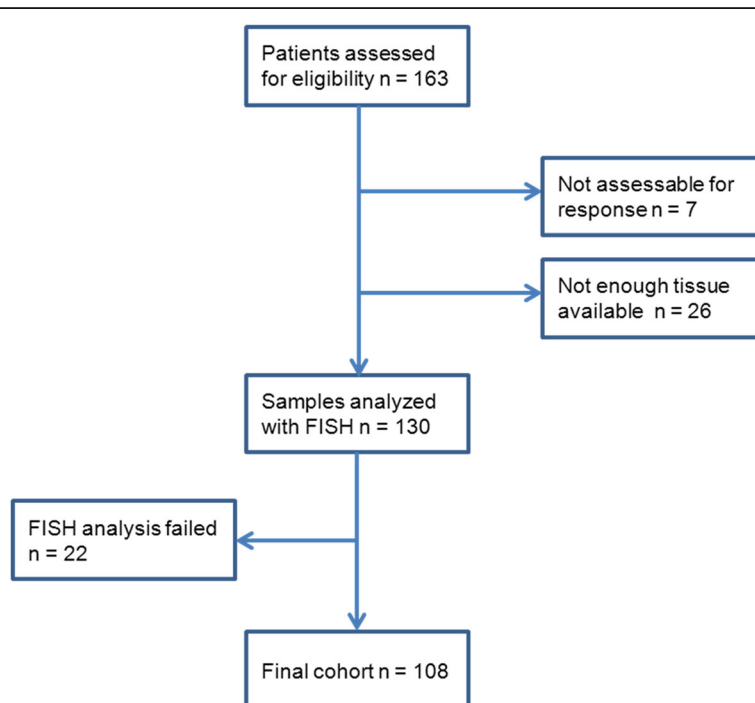 Patients assessed
for eligibility n = 163
Not assessable for
response n = 7
Not enough tissue
available n = 26
Samples analyzed
with FISH n = 130
FISH analysis failed
n = 22
Final cohort n = 108